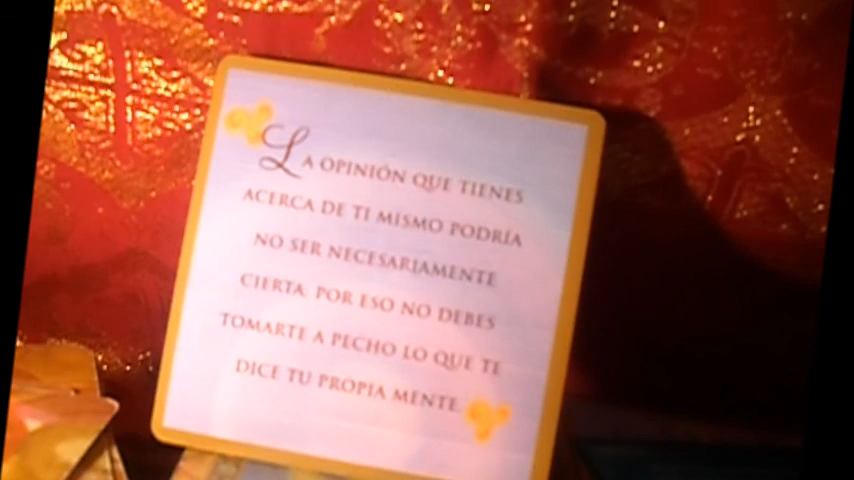 LA OPINIÓN QUE TIENES
ACERCA DE TI MISMO PODRÍA
NO SER NECESARIAMENTE
CIERTA. POR ESO NO DEBES
TOMARTE A PECHO LO QUE TE
DICE TU PROPIA MENTE.